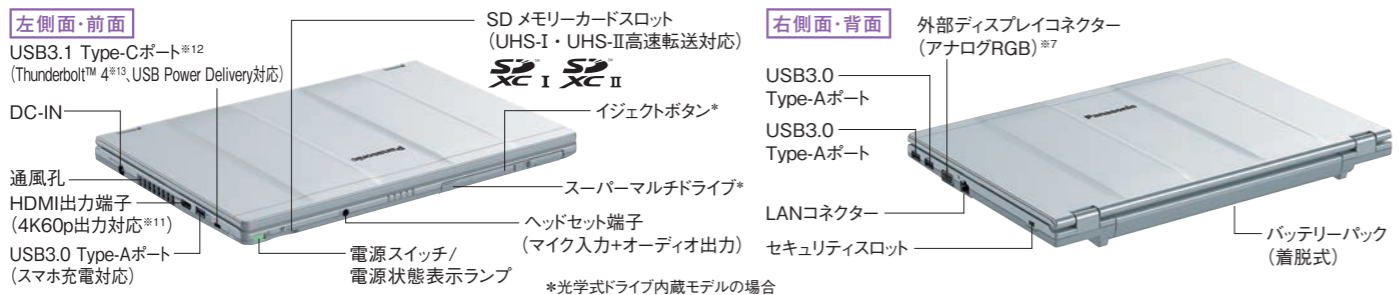 左側面・前面
USB3.1 Type-Cポート※12
(Thunderbolt™ 4※13、USB Power Delivery対応)
DC-IN
通風孔
HDMI出力端子
(4K60p出力対応※11)
USB3.0 Type-Aポート
(スマホ充電対応)
SD メモリーカードスロット
(UHS-I・UHS-II高速転送対応)
SD XC I SD XC II
イジェクトボタン*
スーパーマルチドライブ*
ヘッドセット端子
(マイク入力+オーディオ出力)
電源スイッチ/
電源状態表示ランプ
*光学式ドライブ内蔵モデルの場合
Panasonic
右側面・背面
外部ディスプレイコネクター
(アナログRGB)※7
USB3.0
Type-Aポート
USB3.0
Type-Aポート
LANコネクター
セキュリティスロット
バッテリーパック
(着脱式)
Panasonic